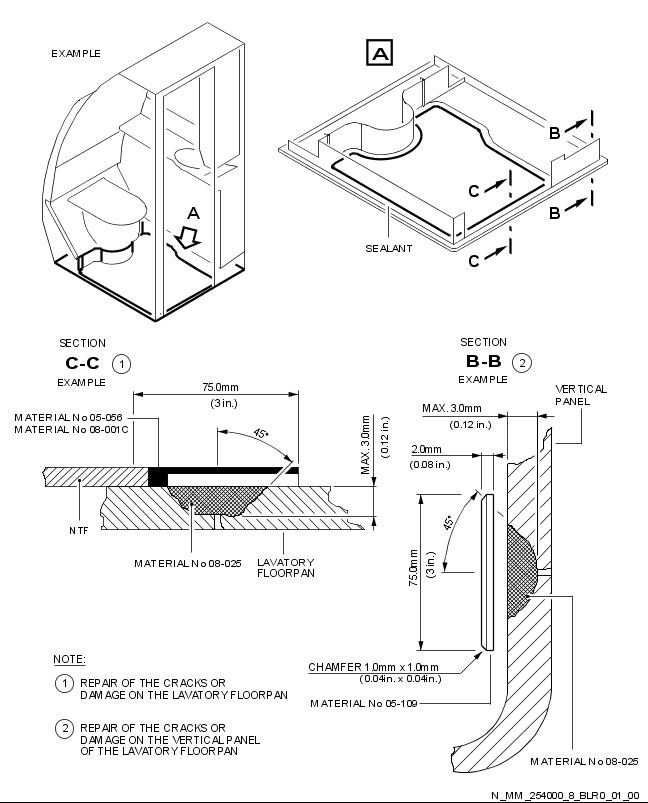 EXAMPLE
A
B
C
A
B
SEALANT
C
SECTION
C-C 1
EXAMPLE
SECTION
B-B 2
EXAMPLE
VERTICAL
PANEL
75.0mm
(3 in.)
MATERIAL No 05-056
MATERIAL No 08-001C
45°
MAX. 3.0mm
(0.12 in.)
MAX. 3.0mm
(0.12 in.)
2.0mm
(0.08 in.)
45°
75.0mm
(3 in.)
NTF
MATERIAL No 08-025
LAVATORY
FLOORPAN
NOTE:
1 REPAIR OF THE CRACKS OR
DAMAGE ON THE LAVATORY FLOORPAN
2 REPAIR OF THE CRACKS OR
DAMAGE ON THE VERTICAL PANEL
OF THE LAVATORY FLOORPAN
CHAMFER 1.0mm x 1.0mm
(0.04in. x 0.04in.)
MATERIAL No 05-109
MATERIAL No 08-025
N_MM_254000_8_BLR0_01_00